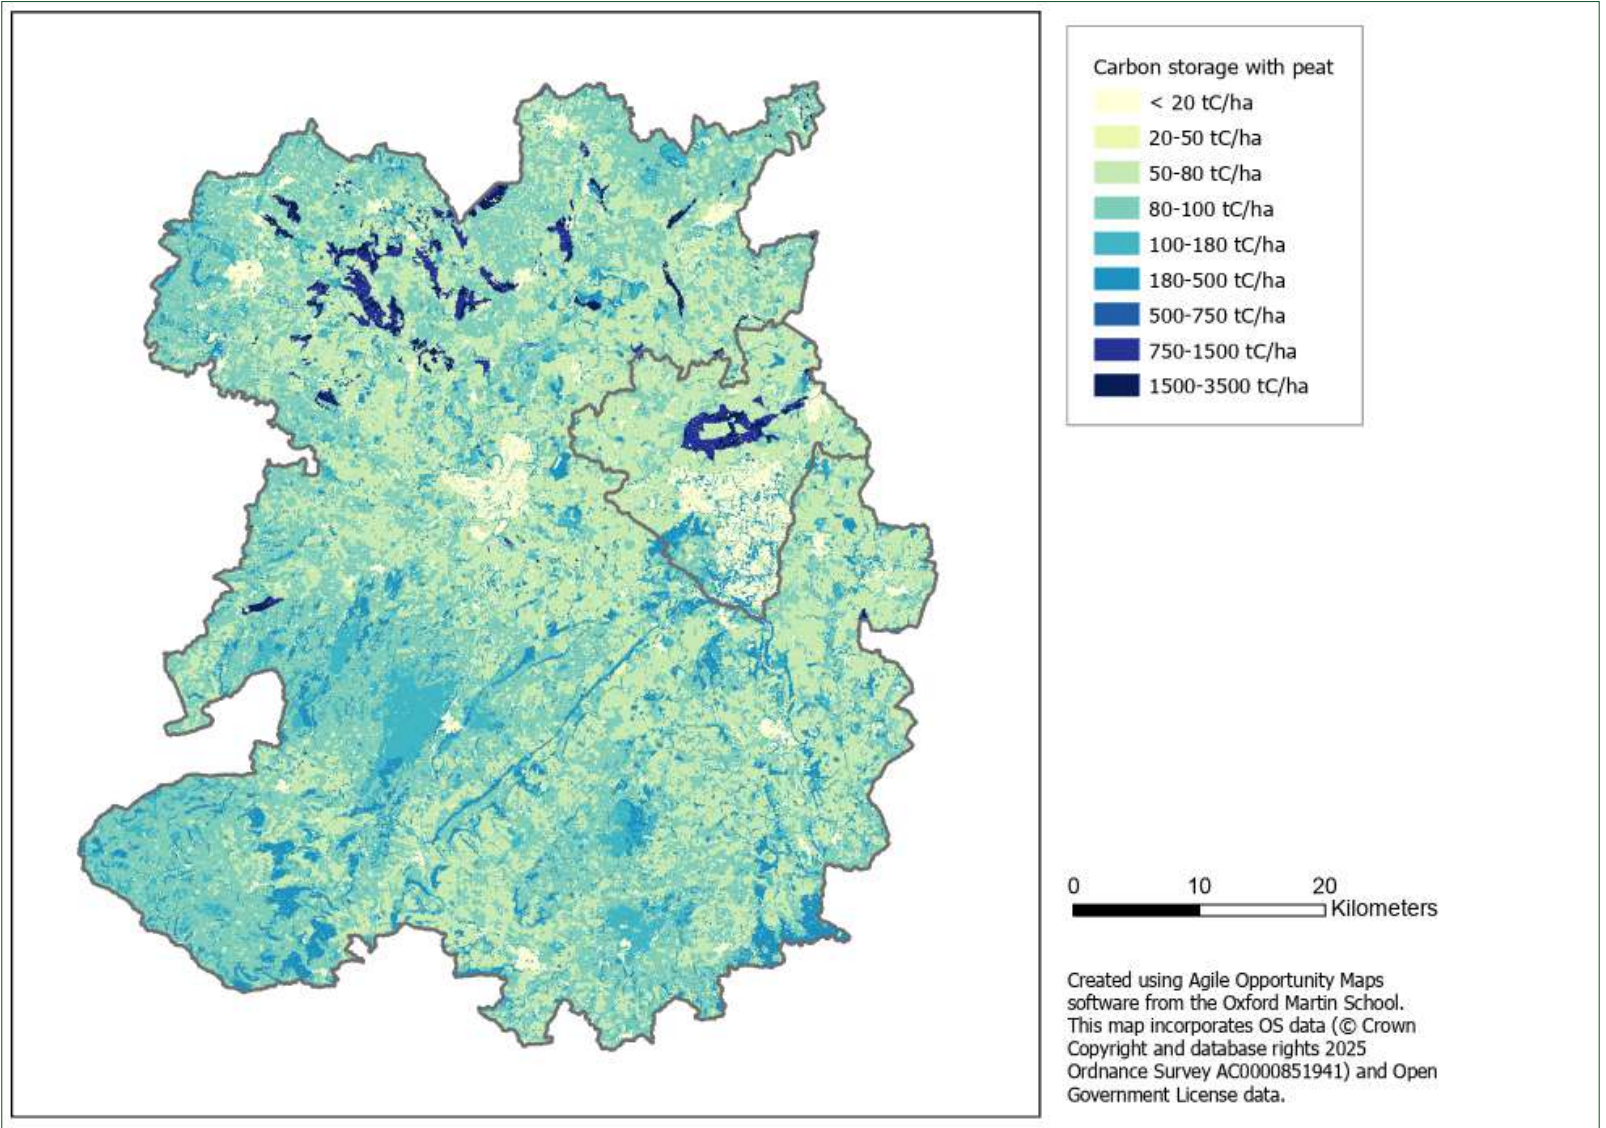 Carbon storage with peat
< 20 tC/ha
20-50 tC/ha
50-80 tC/ha
80-100 tC/ha
100-180 tC/ha
180-500 tC/ha
500-750 tC/ha
750-1500 tC/ha
1500-3500 tC/ha
0 10 20
Kilometers
Created using Agile Opportunity Maps
software from the Oxford Martin School.
This map incorporates OS data (© Crown
Copyright and database rights 2025
Ordnance Survey AC0000851941) and Open
Government License data.